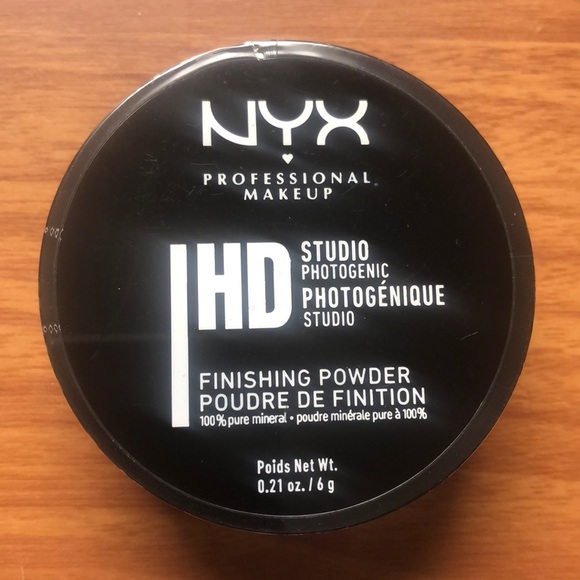 NYX
PROFESSIONAL
MAKEUP
HD
STUDIO
PHOTOGENIC
PHOTOGÉNIQUE
STUDIO
FINISHING POWDER
POUDRE DE FINITION
100% pure mineral • poudre minérale pure à 100%
Poids Net Wt.
0.21 oz. / 6 g